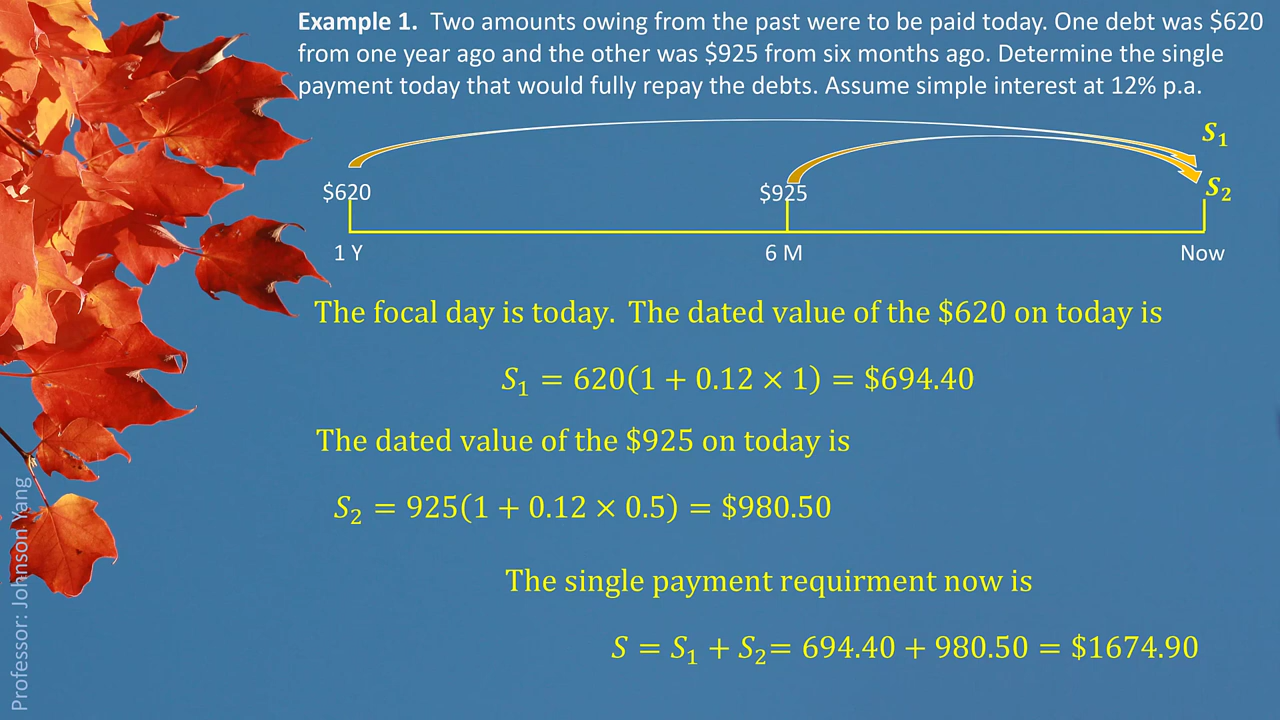 Example 1. Two amounts owing from the past were to be paid today. One debt was $620
from one year ago and the other was $925 from six months ago. Determine the single
payment today that would fully repay the debts. Assume simple interest at 12% p.a.
S₁
$620
$925
S₂
1 Y
6 M
Now
The focal day is today. The dated value of the $620 on today is
S₁ = 620(1 + 0.12 × 1) = $694.40
The dated value of the $925 on today is
S₂ = 925(1 + 0.12 × 0.5) = $980.50
The single payment requirment now is
S = S₁ + S₂= 694.40 + 980.50 = $1674.90
Professor: Johnson Yang